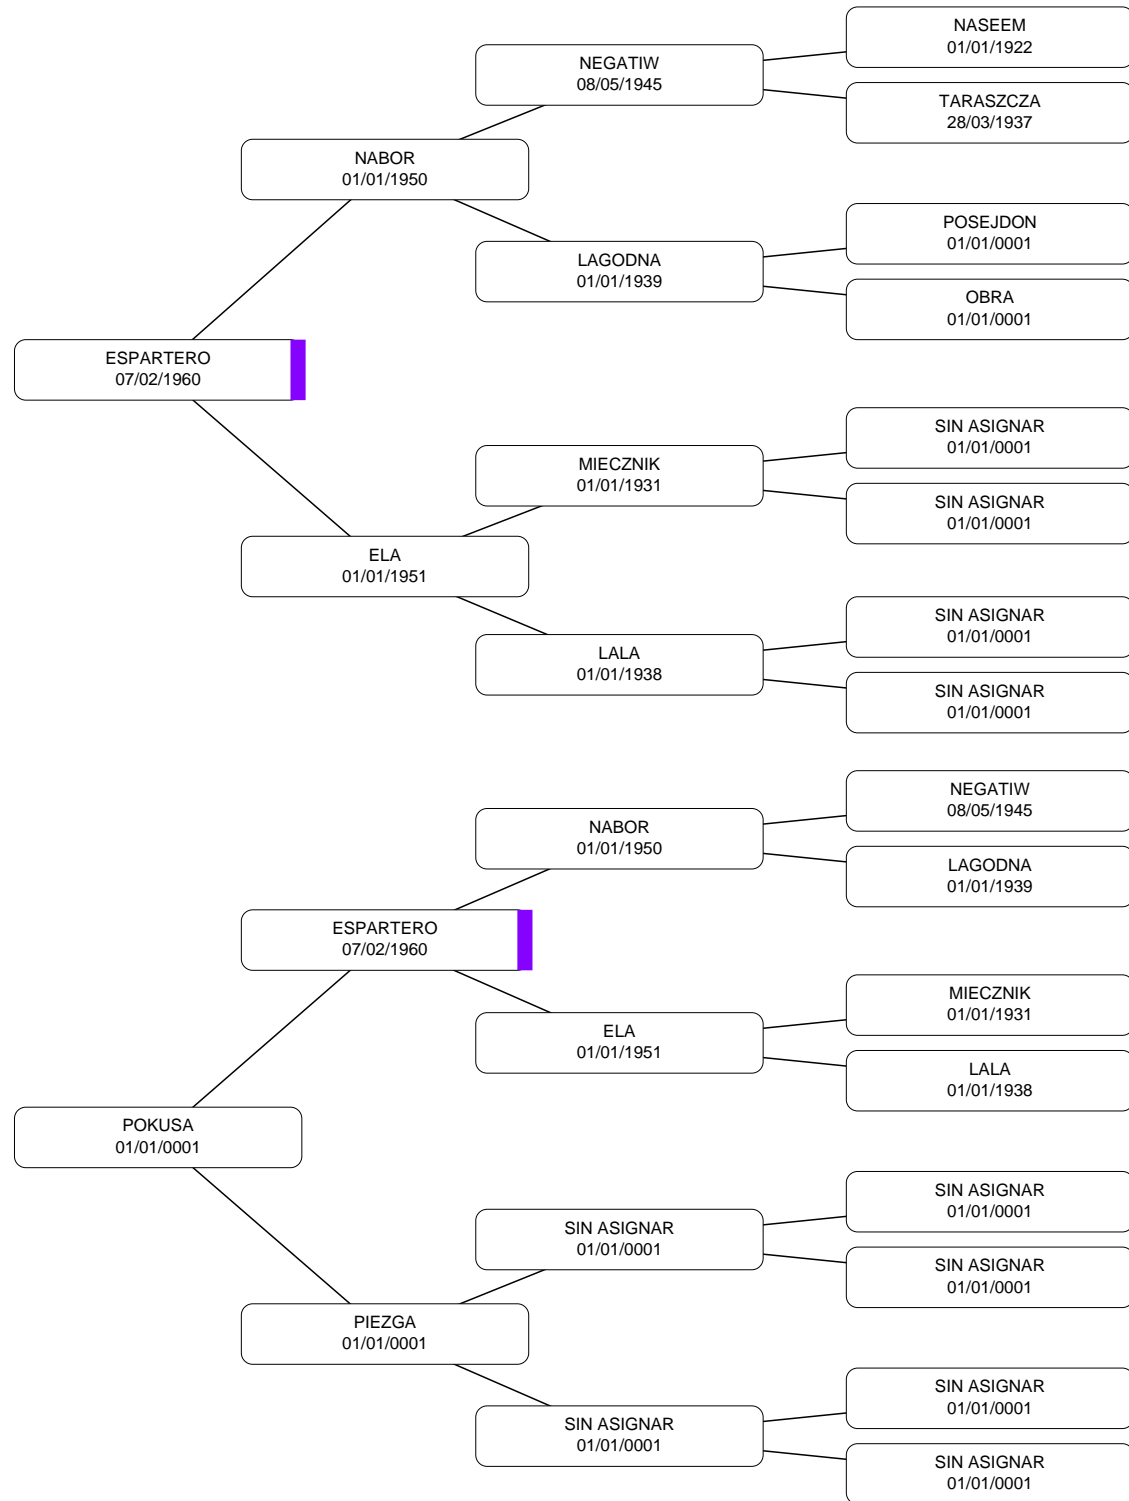 NASEEM
01/01/1922
NEGATIW
08/05/1945
TARASZCZA
28/03/1937
NABOR
01/01/1950
POSEJDON
01/01/0001
LAGODNA
01/01/1939
OBRA
01/01/0001
ESPARTERO
07/02/1960
SIN ASIGNAR
01/01/0001
MIECZNIK
01/01/1931
SIN ASIGNAR
01/01/0001
ELA
01/01/1951
SIN ASIGNAR
01/01/0001
LALA
01/01/1938
SIN ASIGNAR
01/01/0001
NEGATIW
08/05/1945
NABOR
01/01/1950
LAGODNA
01/01/1939
ESPARTERO
07/02/1960
MIECZNIK
01/01/1931
ELA
01/01/1951
LALA
01/01/1938
POKUSA
01/01/0001
SIN ASIGNAR
01/01/0001
SIN ASIGNAR
01/01/0001
SIN ASIGNAR
01/01/0001
PIEZGA
01/01/0001
SIN ASIGNAR
01/01/0001
SIN ASIGNAR
01/01/0001
SIN ASIGNAR
01/01/0001